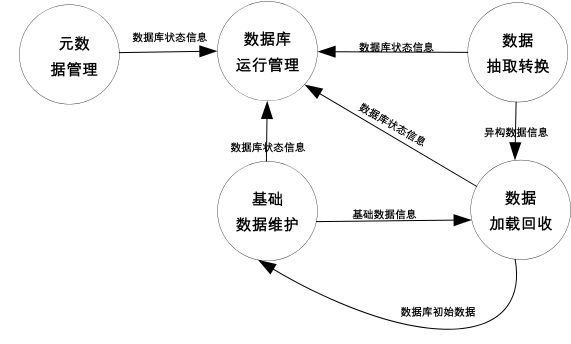 元数
据管理
数据库状态信息
数据库
运行管理
数据库状态信息
数据
抽取转换
数据库状态信息
数据库状态信息
异构数据信息
基础
数据维护
基础数据信息
数据
加载回收
数据库初始数据